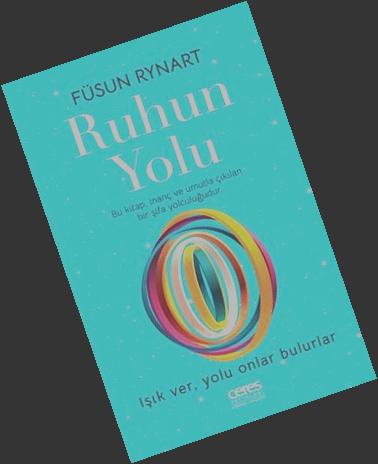 FÜSUN RYNART
Ruhun
Yolu
Bu kitap, inanç ve umutla çıkılan
bir şifa yolculuğudur.
Işık ver, yolu onlar bulurlar
ceres